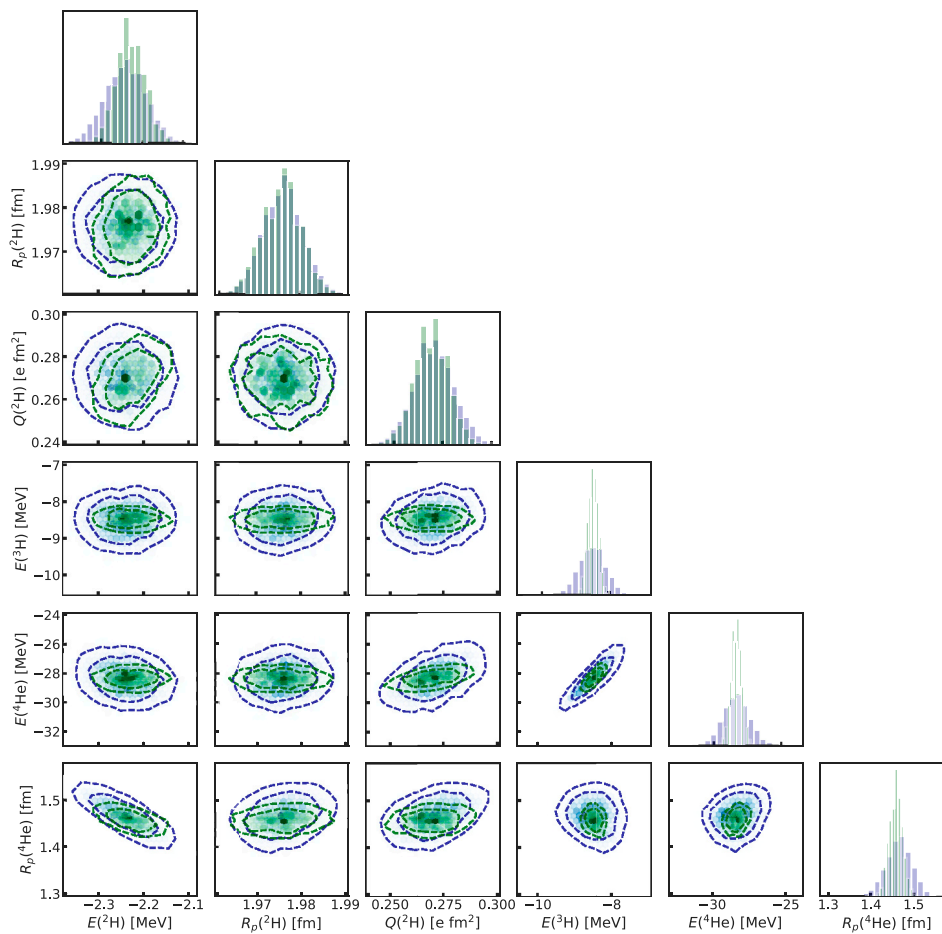 1.99
1.98
1.97
Rₚ(²H) [fm]
0.30
0.28
0.26
0.24
Q(²H) [e fm²]
−7
−8
−9
−10
E(³H) [MeV]
−24
−26
−28
−30
−32
E(⁴He) [MeV]
1.5
1.4
1.3
Rₚ(⁴He) [fm]
−2.3 −2.2 −2.1
1.97 1.98 1.99
0.250 0.275 0.300
−10 −8
−30 −25
1.3 1.4 1.5
E(²H) [MeV]
Rₚ(²H) [fm]
Q(²H) [e fm²]
E(³H) [MeV]
E(⁴He) [MeV]
Rₚ(⁴He) [fm]